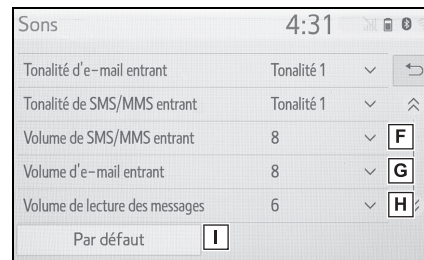 Sons 4:31
Tonalité d'e-mail entrant Tonalité 1
Tonalité de SMS/MMS entrant Tonalité 1
Volume de SMS/MMS entrant 8 F
Volume d'e-mail entrant 8 G
Volume de lecture des messages 6 H
Par défaut I